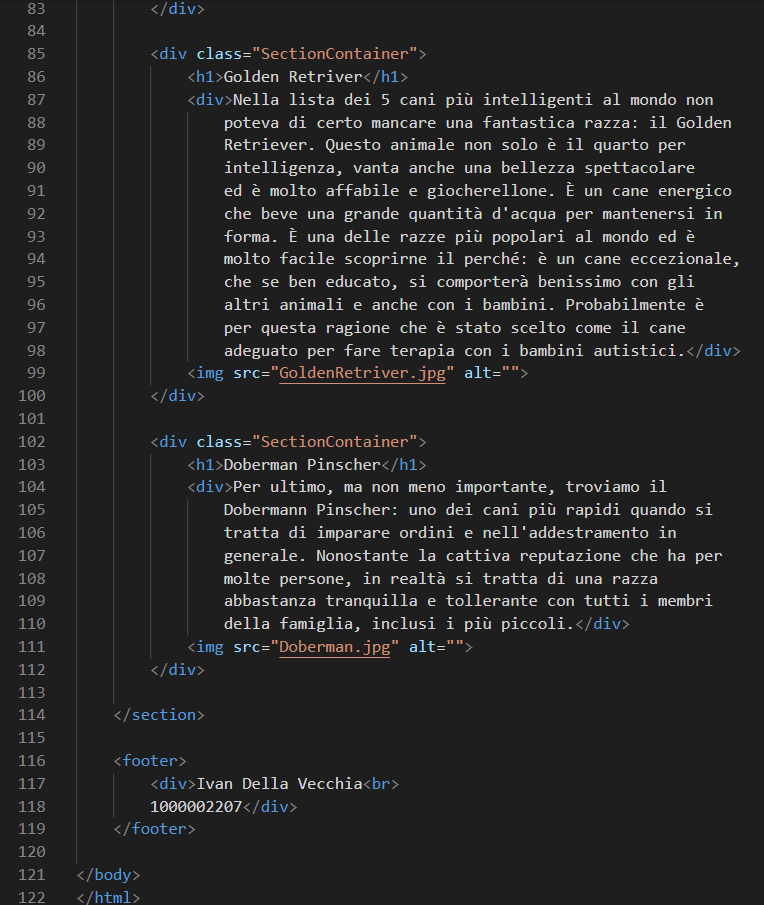 83 </div>
84
85 <div class="SectionContainer">
86 <h1>Golden Retriver</h1>
87 <div>Nella lista dei 5 cani più intelligenti al mondo non
88 poteva di certo mancare una fantastica razza: il Golden
89 Retriever. Questo animale non solo è il quarto per
90 intelligenza, vanta anche una bellezza spettacolare
91 ed è molto affabile e giocherellone. È un cane energico
92 che beve una grande quantità d'acqua per mantenersi in
93 forma. È una delle razze più popolari al mondo ed è
94 molto facile scoprirne il perché: è un cane eccezionale,
95 che se ben educato, si comporterà benissimo con gli
96 altri animali e anche con i bambini. Probabilmente è
97 per questa ragione che è stato scelto come il cane
98 adeguato per fare terapia con i bambini autistici.</div>
99 <img src="GoldenRetriver.jpg" alt="">
100 </div>
101
102 <div class="SectionContainer">
103 <h1>Doberman Pinscher</h1>
104 <div>Per ultimo, ma non meno importante, troviamo il
105 Dobermann Pinscher: uno dei cani più rapidi quando si
106 tratta di imparare ordini e nell'addestramento in
107 generale. Nonostante la cattiva reputazione che ha per
108 molte persone, in realtà si tratta di una razza
109 abbastanza tranquilla e tollerante con tutti i membri
110 della famiglia, inclusi i più piccoli.</div>
111 <img src="Doberman.jpg" alt="">
112 </div>
113
114 </section>
115
116 <footer>
117 <div>Ivan Della Vecchia<br>
118 1000002207</div>
119 </footer>
120
121 </body>
122 </html>